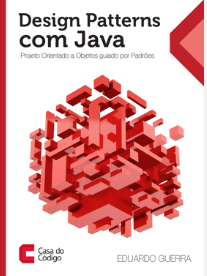 Design Patterns
com Java
Projeto Orientado a Objetos guiado por Padrões
Casa do
Código
EDUARDO GUERRA